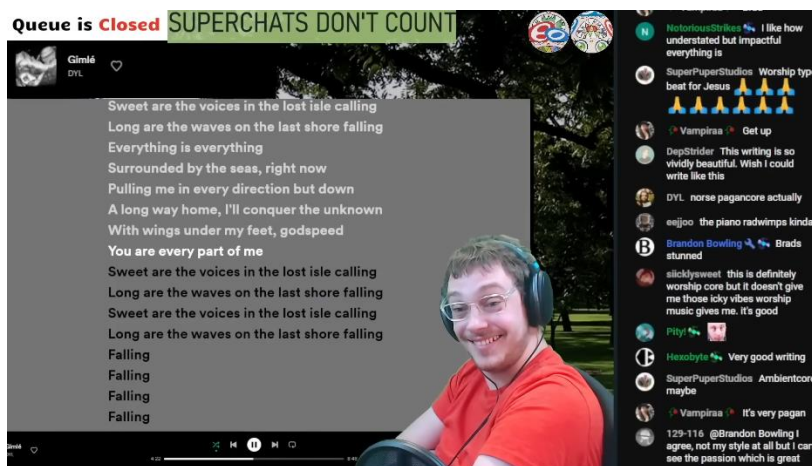 Queue is Closed
SUPERCHATS DON'T COUNT
Gimlé
DYL
Sweet are the voices in the lost isle calling
Long are the waves on the last shore falling
Everything is everything
Surrounded by the seas, right now
Pulling me in every direction but down
A long way home, I'll conquer the unknown
With wings under my feet, godspeed
You are every part of me
Sweet are the voices in the lost isle calling
Long are the waves on the last shore falling
Sweet are the voices in the lost isle calling
Long are the waves on the last shore falling
Falling
Falling
Falling
Falling
Gimlé
4:22
NotoriousStrikes I like how
understated but impactful
everything is
SuperPuperStudios Worship type
beat for Jesus 🙏 🙏 🙏
🙏 🙏 🙏 🙏 🙏 🙏
Vampiraa Get up
DepStrider This writing is so
vividly beautiful. Wish I could
write like this
DYL norse pagancore actually
eejjoo the piano radwimps kinda
Brandon Bowling Brads
stunned
siicklysweet this is definitely
worship core but it doesn't give
me those icky vibes worship
music gives me. it's good
Pity!
Hexobyte Very good writing
SuperPuperStudios Ambientcore
maybe
Vampiraa It's very pagan
129-116 @Brandon Bowling I
agree, not my style at all but I can
see the passion which is great